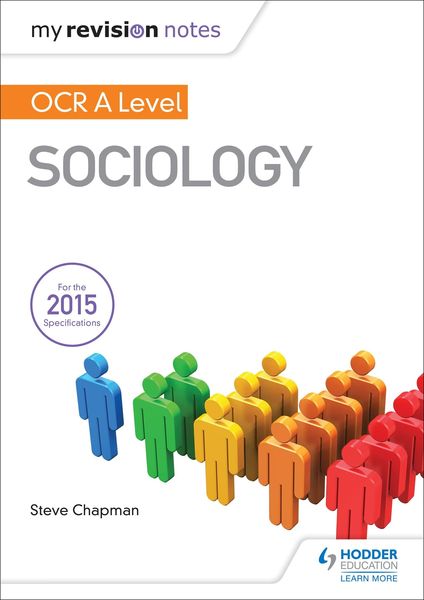 my revision notes
OCR A Level
SOCIOLOGY
For the
2015
Specifications
Steve Chapman
HODDER
EDUCATION
LEARN MORE